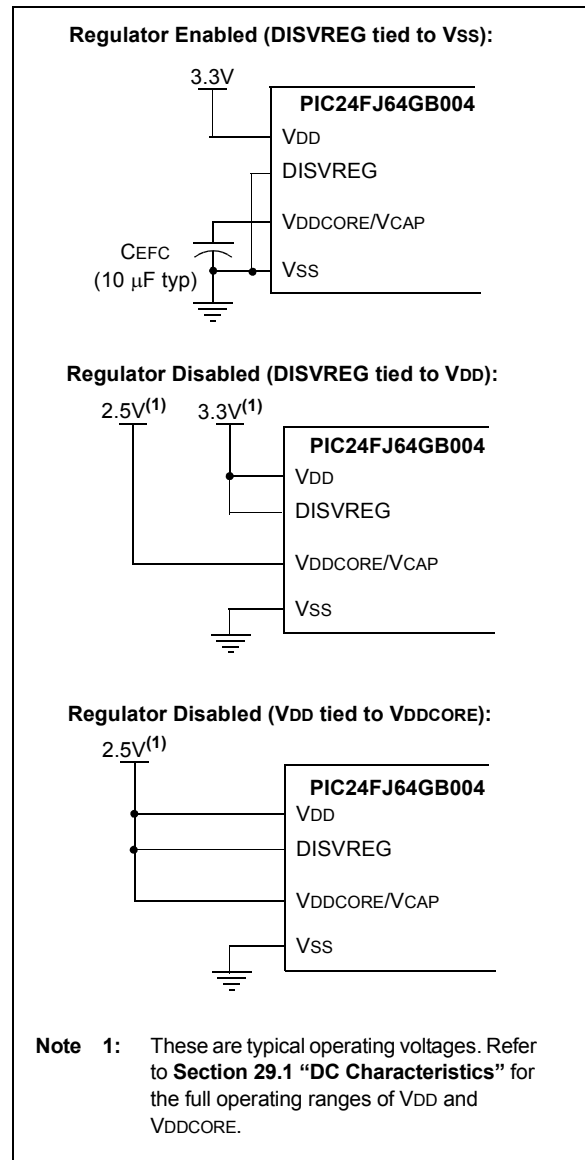 Regulator Enabled (DISVREG tied to VSS):
3.3V
PIC24FJ64GB004
VDD
DISVREG
VDDCORE/VCAP
CEFC
(10 μF typ)
VSS
Regulator Disabled (DISVREG tied to VDD):
2.5V(1) 3.3V(1)
PIC24FJ64GB004
VDD
DISVREG
VDDCORE/VCAP
VSS
Regulator Disabled (VDD tied to VDDCORE):
2.5V(1)
PIC24FJ64GB004
VDD
DISVREG
VDDCORE/VCAP
VSS
Note 1: These are typical operating voltages. Refer
to Section 29.1 “DC Characteristics” for
the full operating ranges of VDD and
VDDCORE.